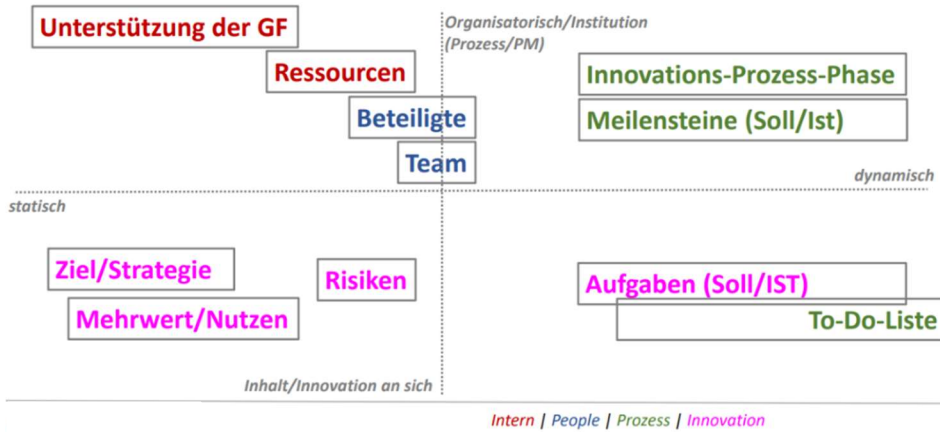 Unterstützung der GF
Organisatorisch/Institution
(Prozess/PM)
Ressourcen
Innovations-Prozess-Phase
Beteiligte
Meilensteine (Soll/Ist)
Team
dynamisch
statisch
Ziel/Strategie
Risiken
Aufgaben (Soll/IST)
Mehrwert/Nutzen
To-Do-Liste
Inhalt/Innovation an sich
Intern | People | Prozess | Innovation